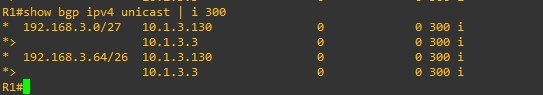 R1#show bgp ipv4 unicast | i 300
*  192.168.3.0/27   10.1.3.130               0             0 300 i
*>                  10.1.3.3                 0             0 300 i
*  192.168.3.64/26  10.1.3.130               0             0 300 i
*>                  10.1.3.3                 0             0 300 i
R1#